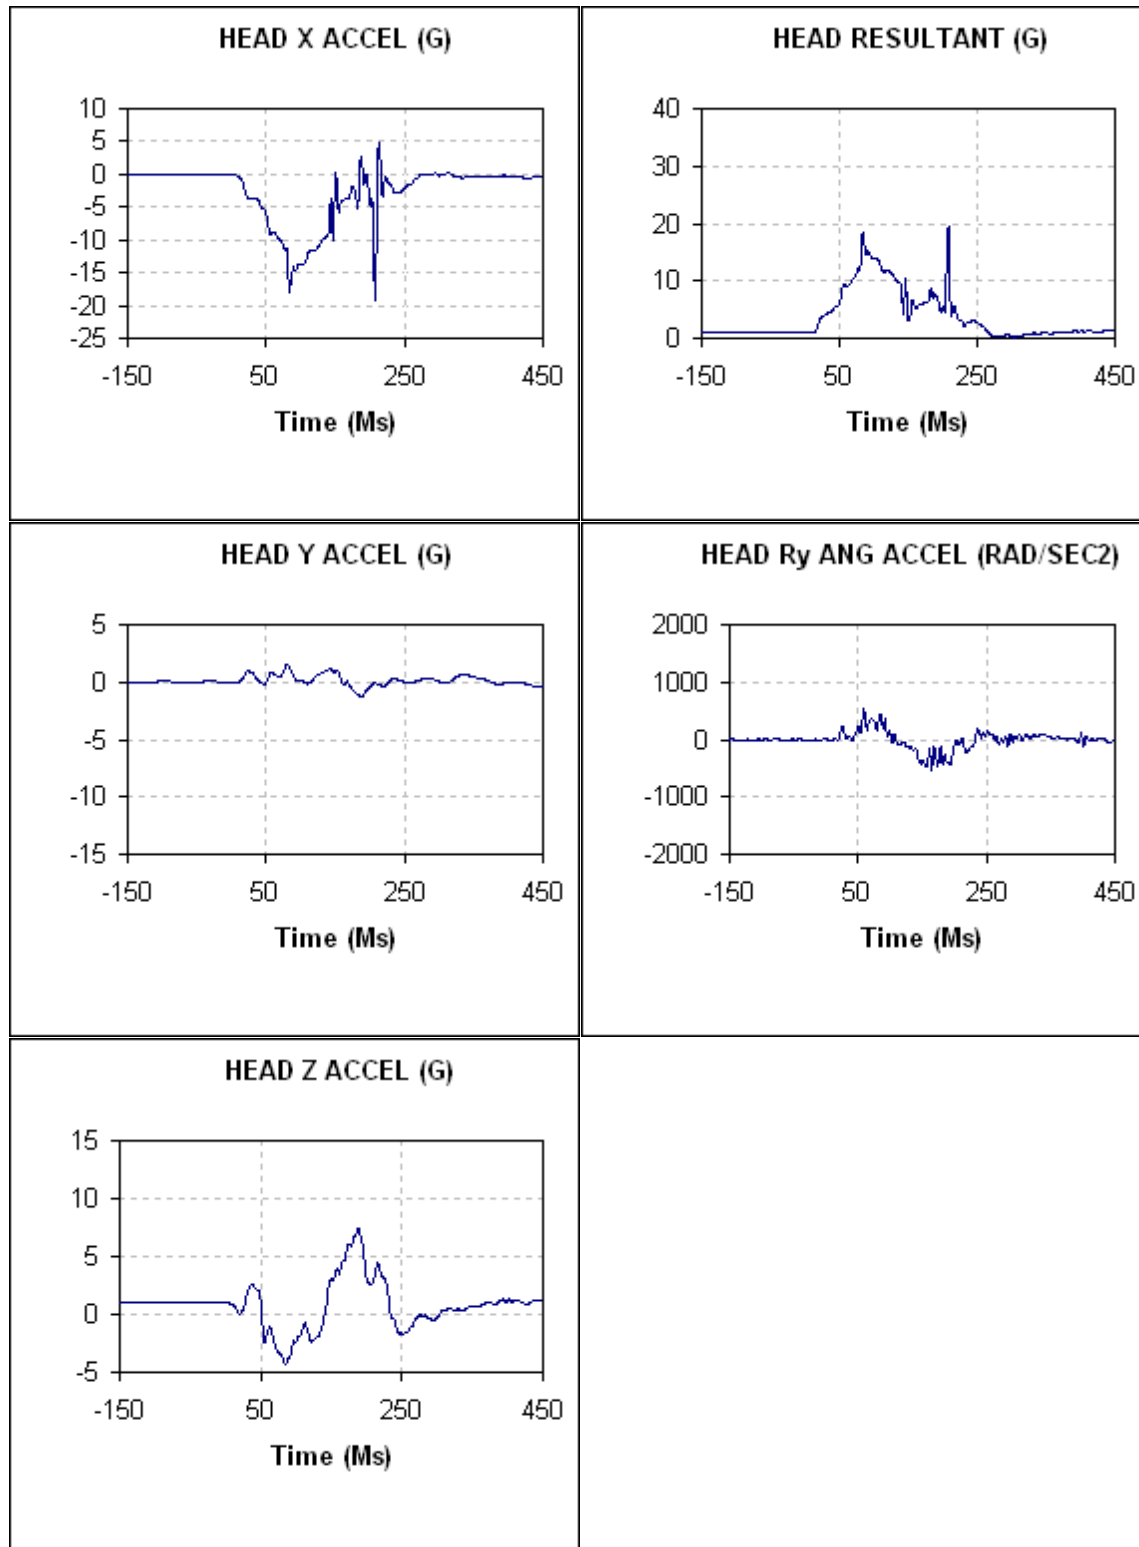 HEAD X ACCEL (G)
10
5
0
-5
-10
-15
-20
-25
-150 50 250 450
Time (Ms)
HEAD RESULTANT (G)
40
30
20
10
0
-150 50 250 450
Time (Ms)
HEAD Y ACCEL (G)
5
0
-5
-10
-15
-150 50 250 450
Time (Ms)
HEAD Ry ANG ACCEL (RAD/SEC2)
2000
1000
0
-1000
-2000
-150 50 250 450
Time (Ms)
HEAD Z ACCEL (G)
15
10
5
0
-5
-150 50 250 450
Time (Ms)